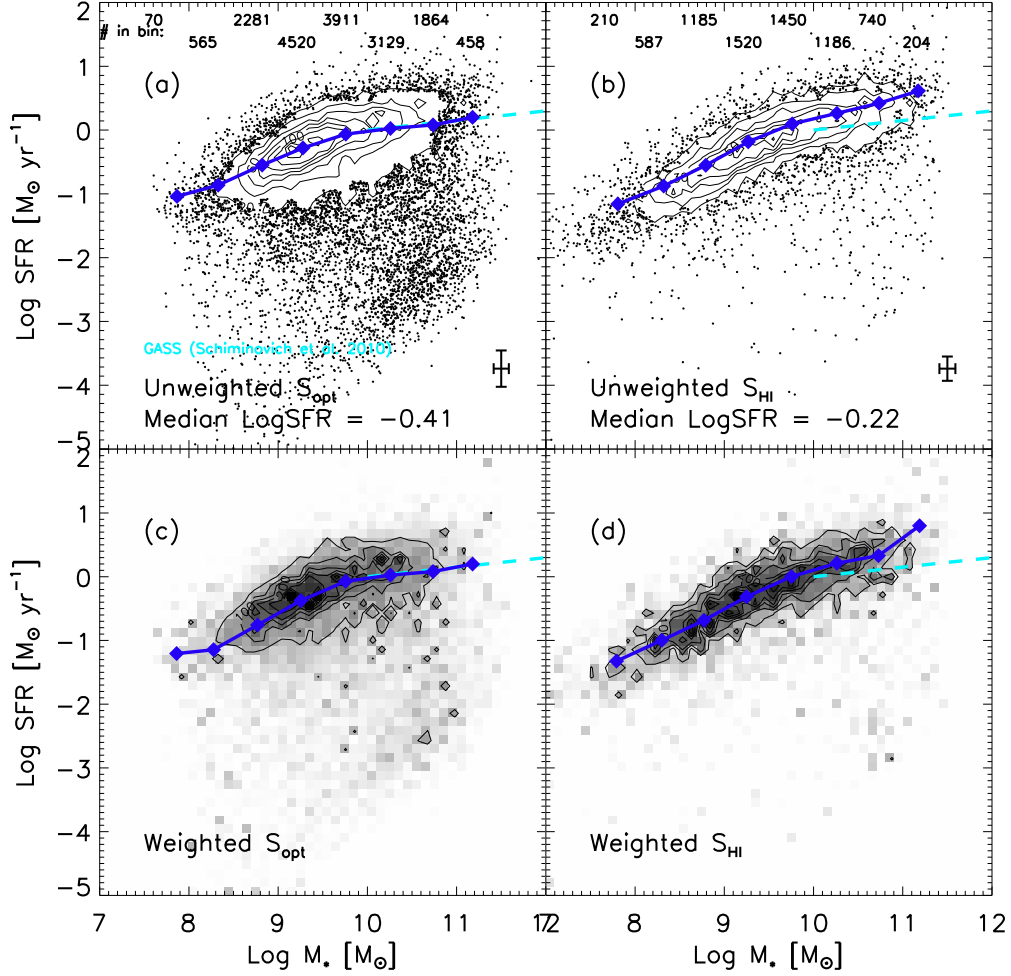 # in bin: 70 2281 3911 1864
565 4520 3129 458
210 1185 1450 740
587 1520 1186 204
2
1
0
−1
−2
−3
−4
−5
Log SFR [M⊙ yr⁻¹]
(a)
GASS (Schiminovich et al. 2010)
Unweighted S_opt
Median LogSFR = −0.41
(b)
Unweighted S_HI
Median LogSFR = −0.22
2
1
0
−1
−2
−3
−4
−5
Log SFR [M⊙ yr⁻¹]
(c)
Weighted S_opt
(d)
Weighted S_HI
7 8 9 10 11 12
7 8 9 10 11 12
Log M* [M⊙]
Log M* [M⊙]